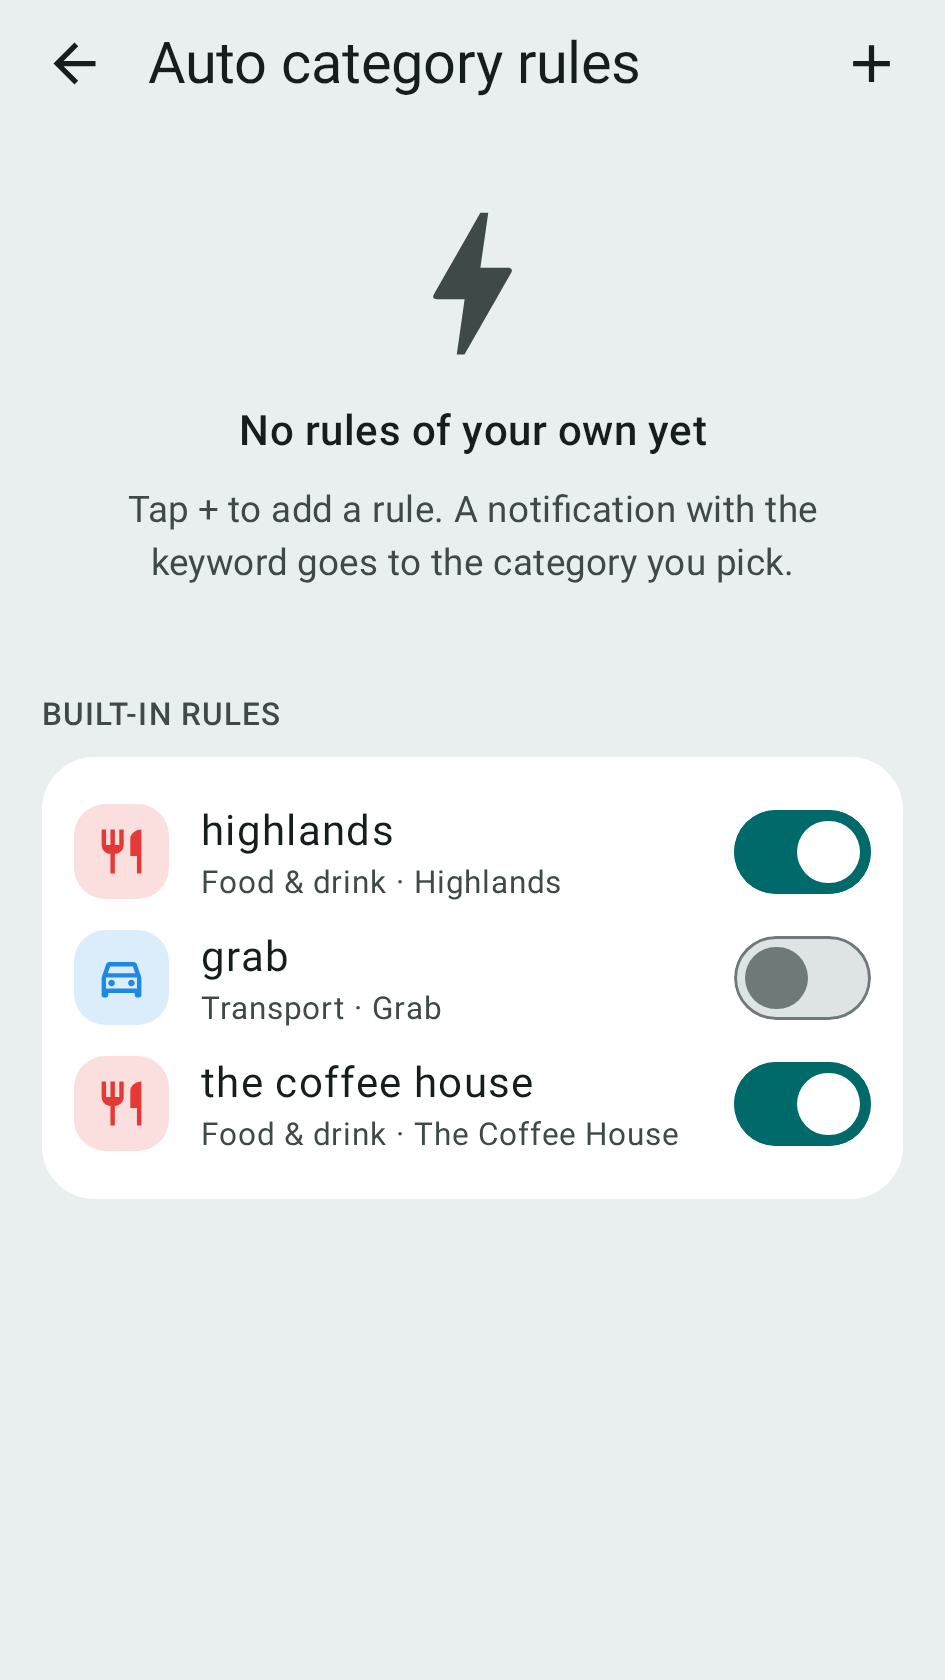 Auto category rules
No rules of your own yet
Tap + to add a rule. A notification with the
keyword goes to the category you pick.
BUILT-IN RULES
highlands
Food & drink · Highlands
grab
Transport · Grab
the coffee house
Food & drink · The Coffee House